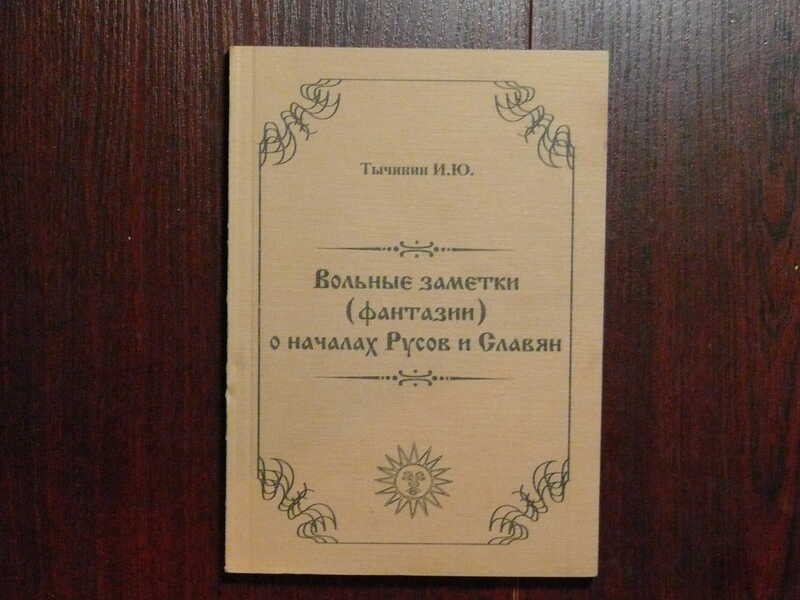 Тычинин И.Ю.
Вольные заметки
(фантазии)
о началах Русов и Славян